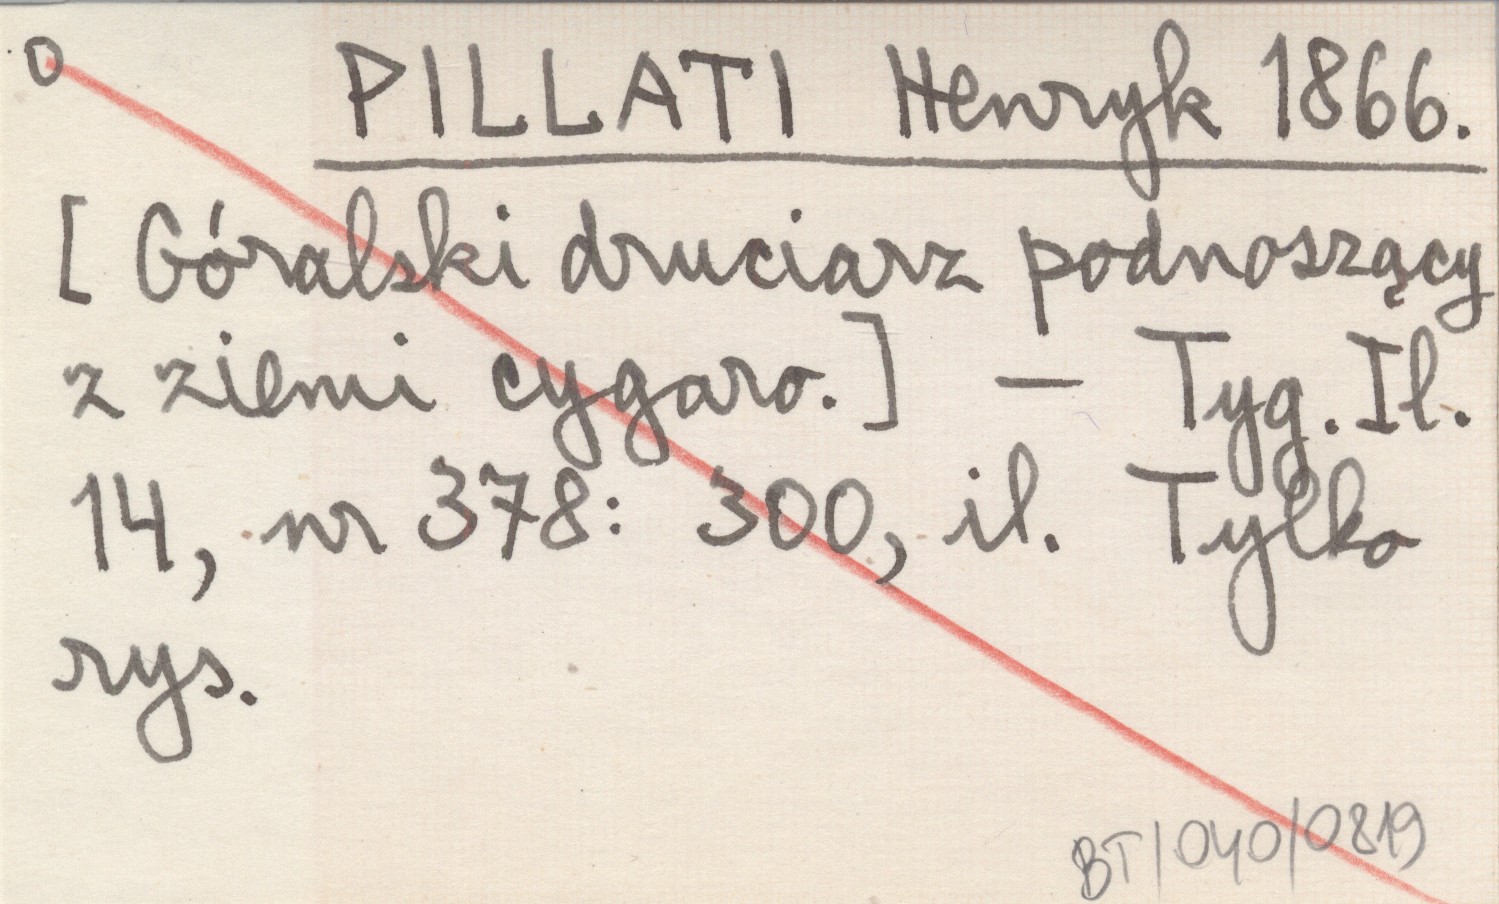 O PILLATI Henryk 1866.
[Góralski druciarz podnoszący
z ziemi cygaro.] — Tyg. Il.
14, nr 378: 300, il. Tylko
rys.
BT/040/0819